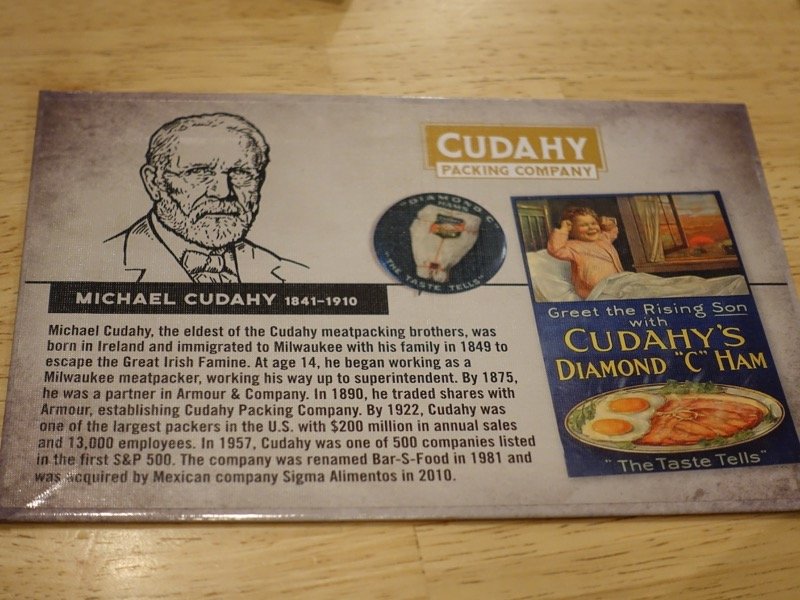 CUDAHY
PACKING COMPANY
"DIAMOND C"
HAMS
"THE TASTE TELLS"
MICHAEL CUDAHY 1841–1910
Michael Cudahy, the eldest of the Cudahy meatpacking brothers, was
born in Ireland and immigrated to Milwaukee with his family in 1849 to
escape the Great Irish Famine. At age 14, he began working as a
Milwaukee meatpacker, working his way up to superintendent. By 1875,
he was a partner in Armour & Company. In 1890, he traded shares with
Armour, establishing Cudahy Packing Company. By 1922, Cudahy was
one of the largest packers in the U.S. with $200 million in annual sales
and 13,000 employees. In 1957, Cudahy was one of 500 companies listed
in the first S&P 500. The company was renamed Bar-S-Food in 1981 and
was acquired by Mexican company Sigma Alimentos in 2010.
Greet the Rising Son
with
CUDAHY'S
DIAMOND "C" HAM
"The Taste Tells"